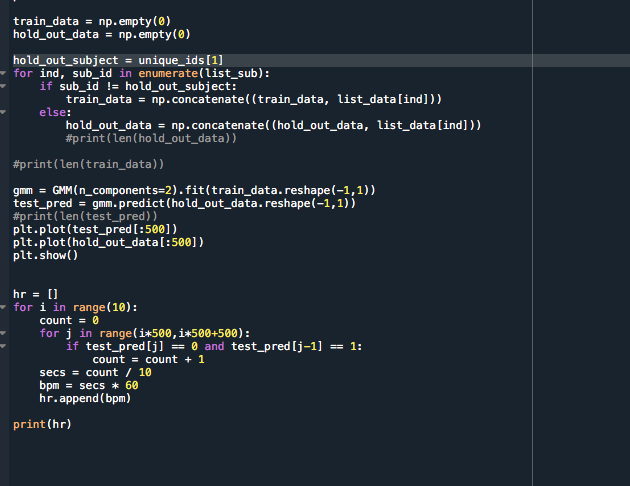 train_data = np.empty(0)
hold_out_data = np.empty(0)
hold_out_subject = unique_ids[1]
for ind, sub_id in enumerate(list_sub):
    if sub_id != hold_out_subject:
        train_data = np.concatenate((train_data, list_data[ind]))
    else:
        hold_out_data = np.concatenate((hold_out_data, list_data[ind]))
        #print(len(hold_out_data))
#print(len(train_data))
gmm = GMM(n_components=2).fit(train_data.reshape(-1,1))
test_pred = gmm.predict(hold_out_data.reshape(-1,1))
#print(len(test_pred))
plt.plot(test_pred[:500])
plt.plot(hold_out_data[:500])
plt.show()
hr = []
for i in range(10):
    count = 0
    for j in range(i*500,i*500+500):
        if test_pred[j] == 0 and test_pred[j-1] == 1:
            count = count + 1
    secs = count / 10
    bpm = secs * 60
    hr.append(bpm)
print(hr)